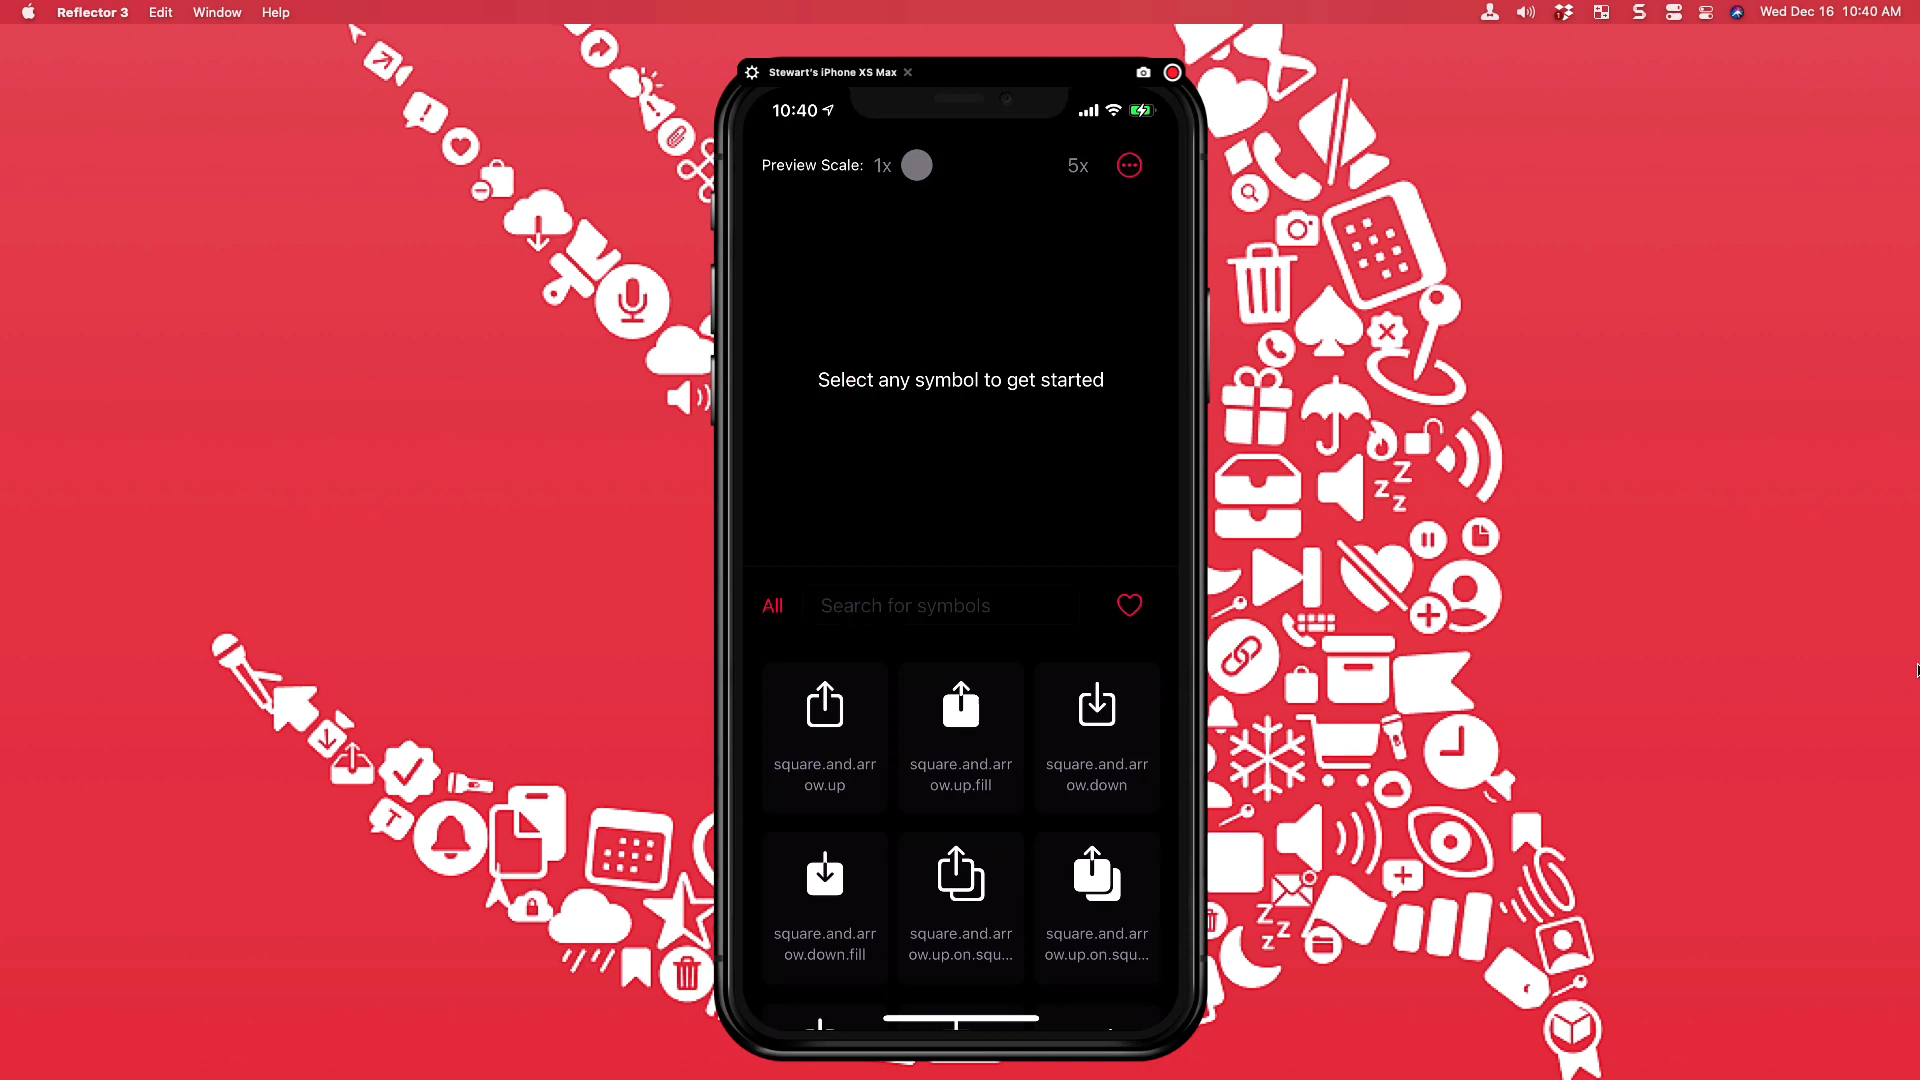 Reflector 3 Edit Window Help Wed Dec 16 10:40 AM
Stewart's iPhone XS Max
10:40
Preview Scale: 1x 5x
Select any symbol to get started
All Search for symbols
square.and.arr
ow.up
square.and.arr
ow.up.fill
square.and.arr
ow.down
square.and.arr
ow.down.fill
square.and.arr
ow.up.on.squ...
square.and.arr
ow.up.on.squ...